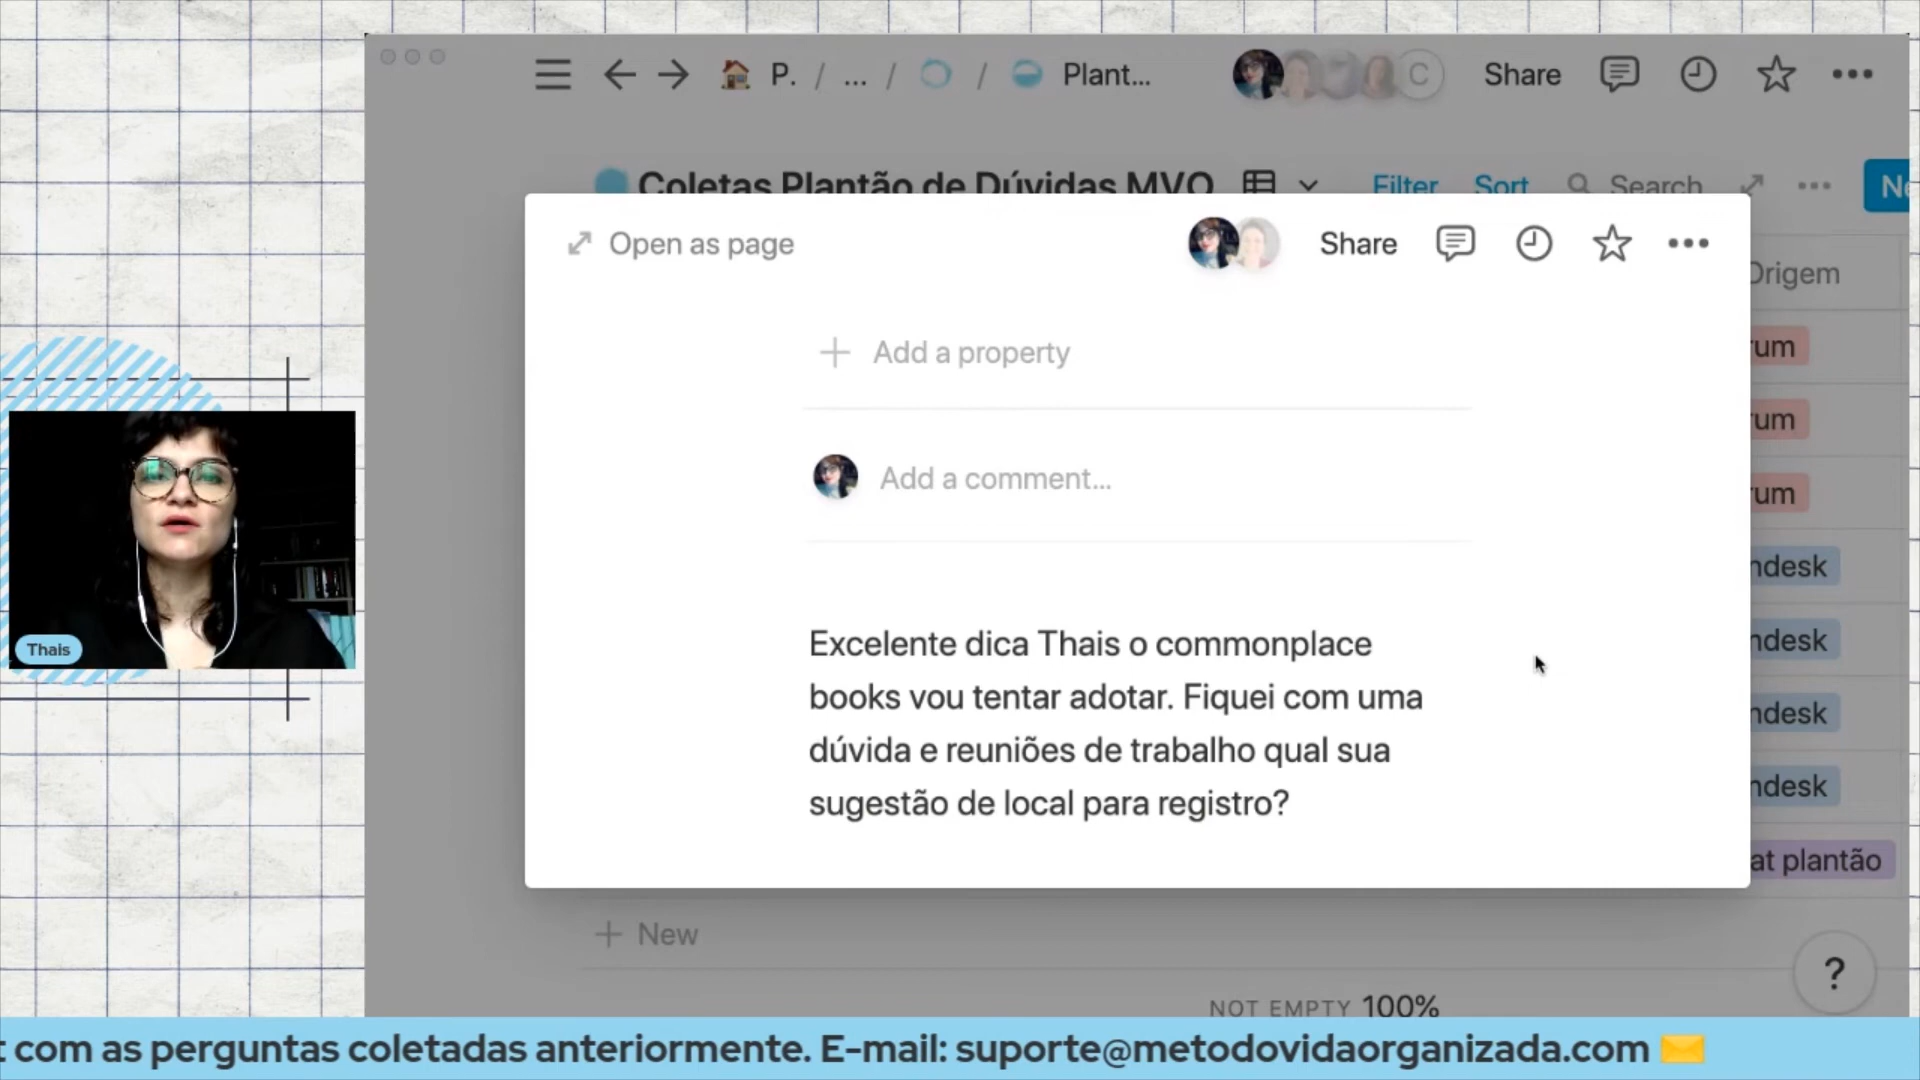 P. / ... / / Plant... C Share
Coletas Plantão de Dúvidas MVO Filter Sort Search
Open as page Share
Origem
Add a property
rum
rum
Add a comment...
rum
ndesk
Thais
Excelente dica Thais o commonplace
books vou tentar adotar. Fiquei com uma
dúvida e reuniões de trabalho qual sua
sugestão de local para registro?
ndesk
ndesk
ndesk
at plantão
+ New
?
NOT EMPTY 100%
com as perguntas coletadas anteriormente. E-mail: suporte@metodovidaorganizada.com